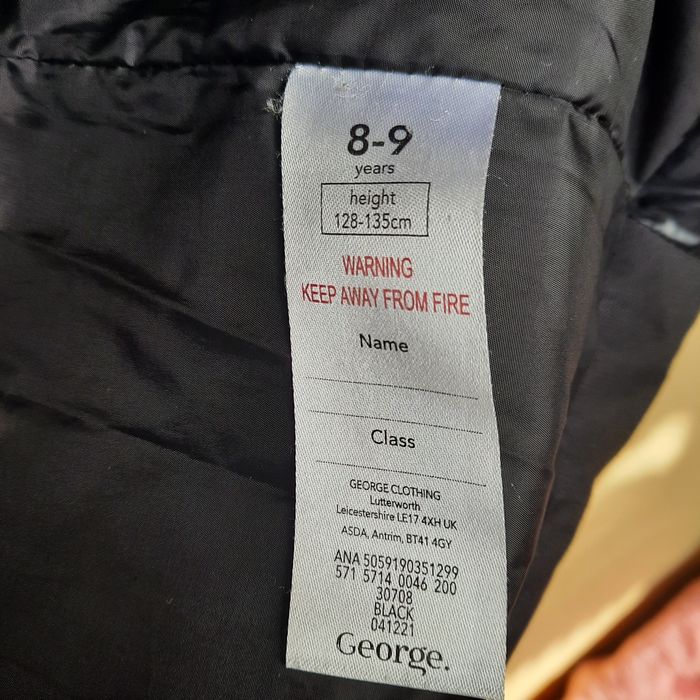 8-9
years
height
128-135cm
WARNING
KEEP AWAY FROM FIRE
Name
Class
GEORGE CLOTHING
Lutterworth
Leicestershire LE17 4XH UK
ASDA, Antrim, BT41 4GY
ANA 5059190351299
571 5714 0046 200
30708
BLACK
041221
George.